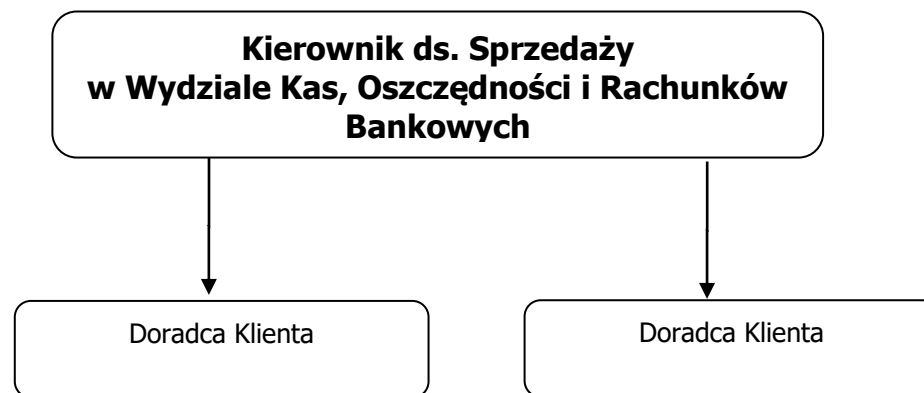 Kierownik ds. Sprzedaży
w Wydziale Kas, Oszczędności i Rachunków
Bankowych
Doradca Klienta
Doradca Klienta